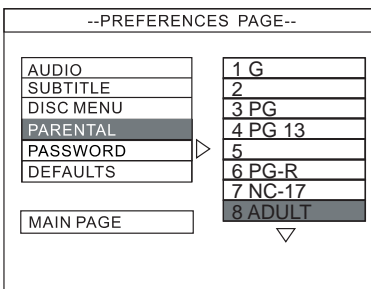 --PREFERENCES PAGE--
AUDIO
SUBTITLE
DISC MENU
PARENTAL
PASSWORD
DEFAULTS
MAIN PAGE
1 G
2
3 PG
4 PG 13
5
6 PG-R
7 NC-17
8 ADULT